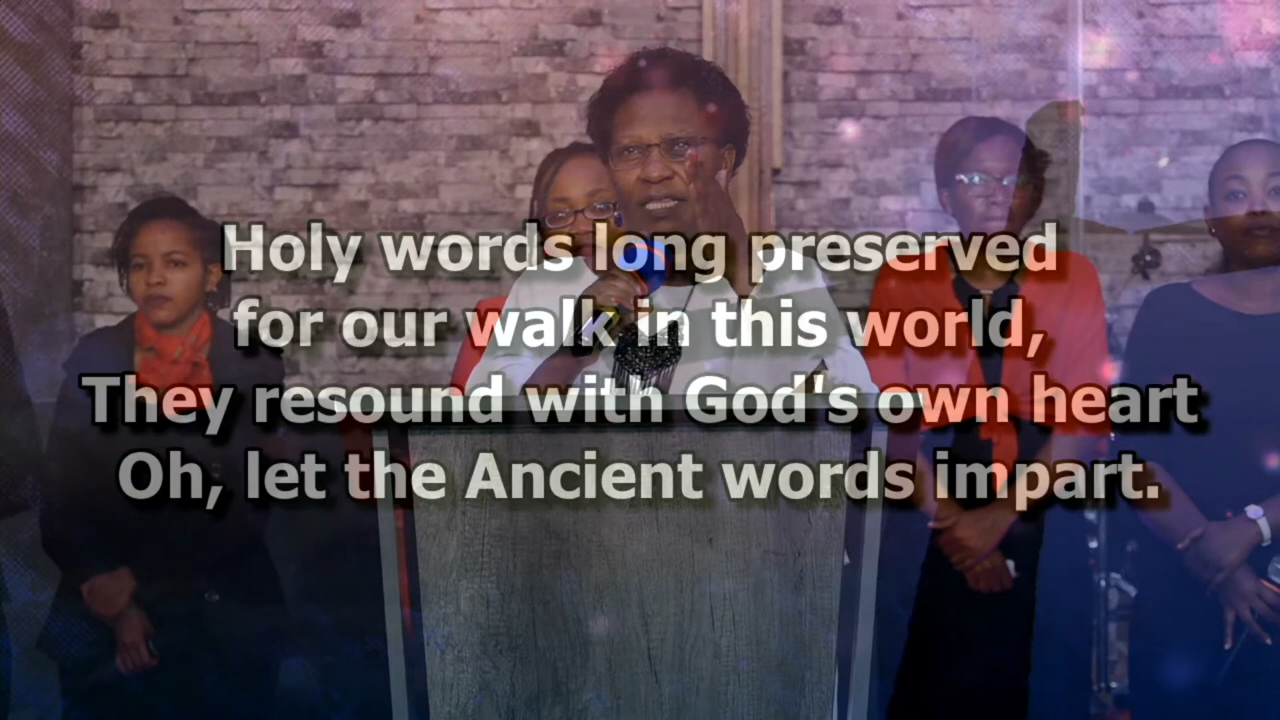 Holy words long preserved
for our walk in this world,
They resound with God's own heart
Oh, let the Ancient words impart.